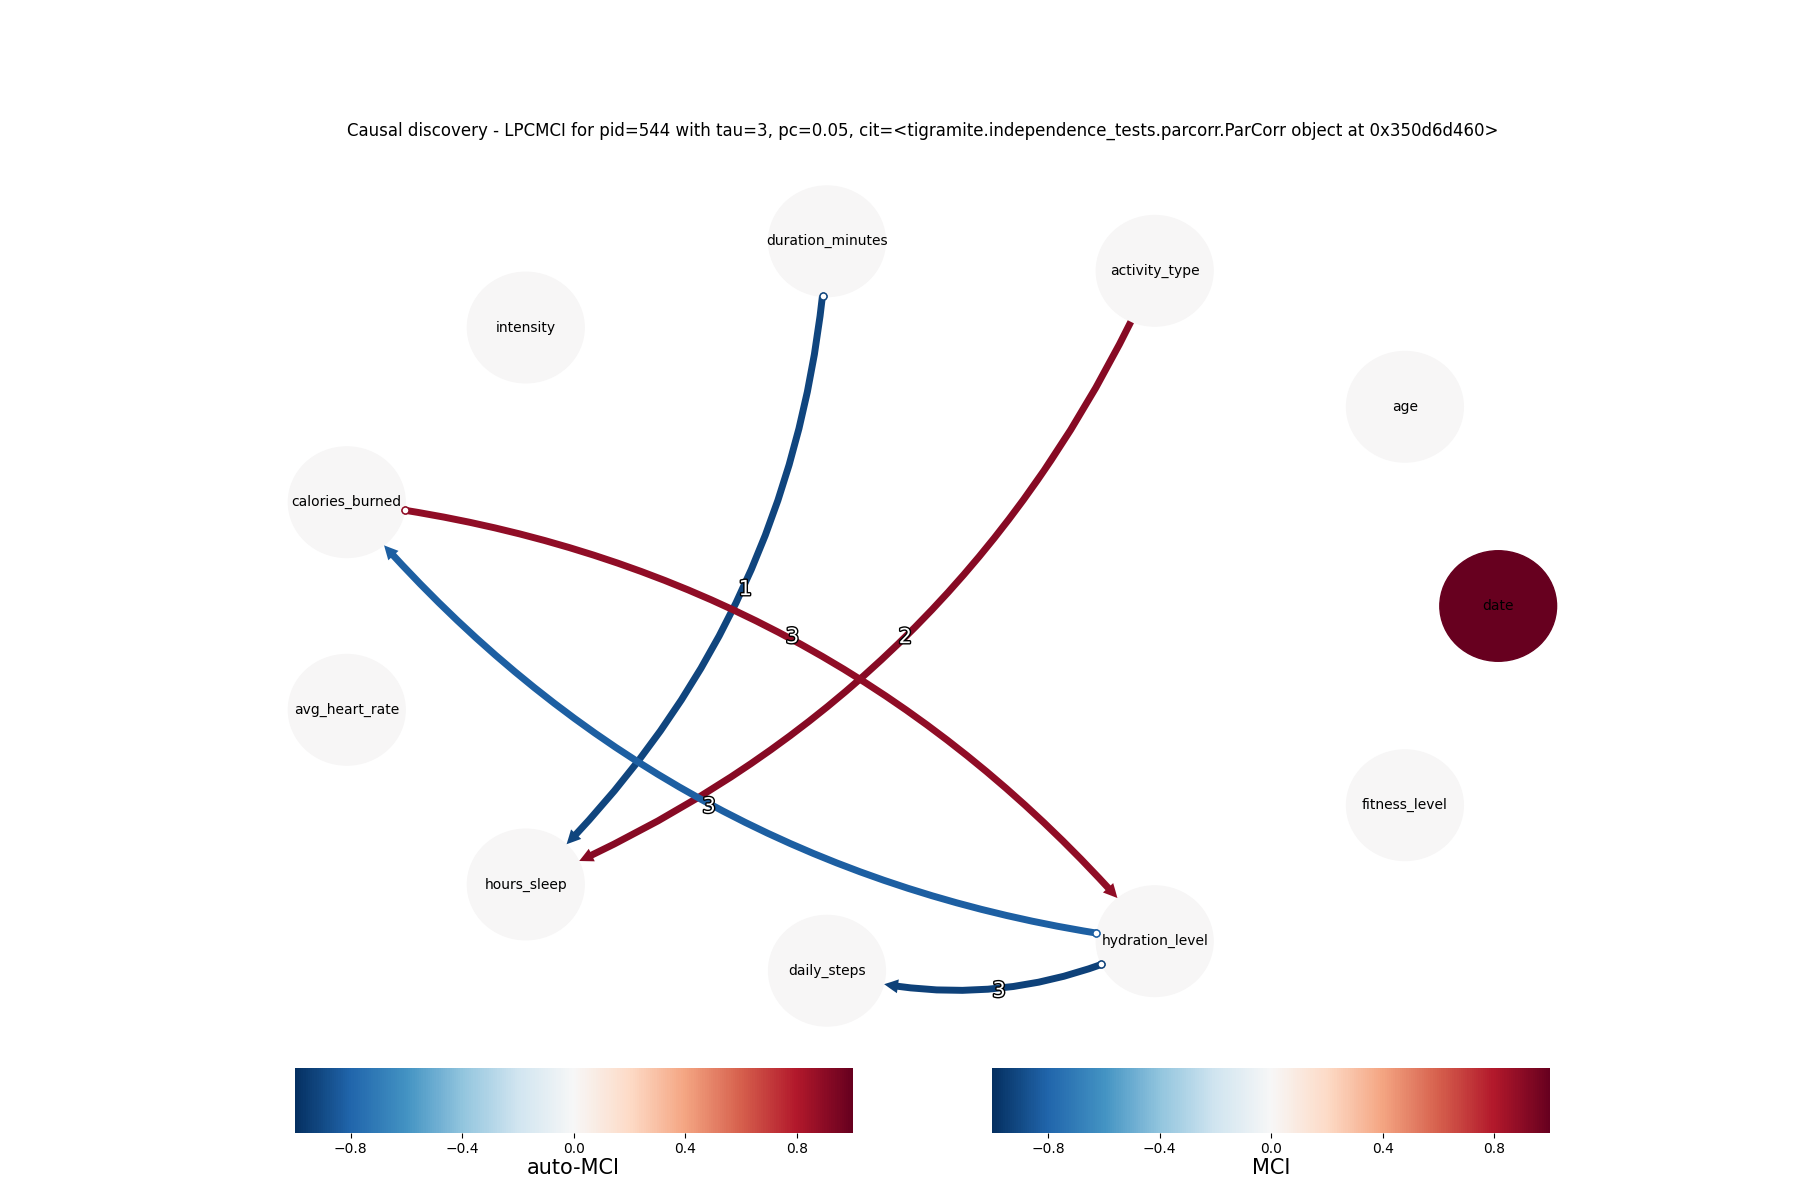 Causal discovery - LPCMCI for pid=544 with tau=3, pc=0.05, cit=<tigramite.independence_tests.parcorr.ParCorr object at 0x350d6d460>
duration_minutes
activity_type
intensity
age
calories_burned
1
3
2
date
avg_heart_rate
3
fitness_level
hours_sleep
hydration_level
daily_steps
3
−0.8 −0.4 0.0 0.4 0.8
auto-MCI
−0.8 −0.4 0.0 0.4 0.8
MCI